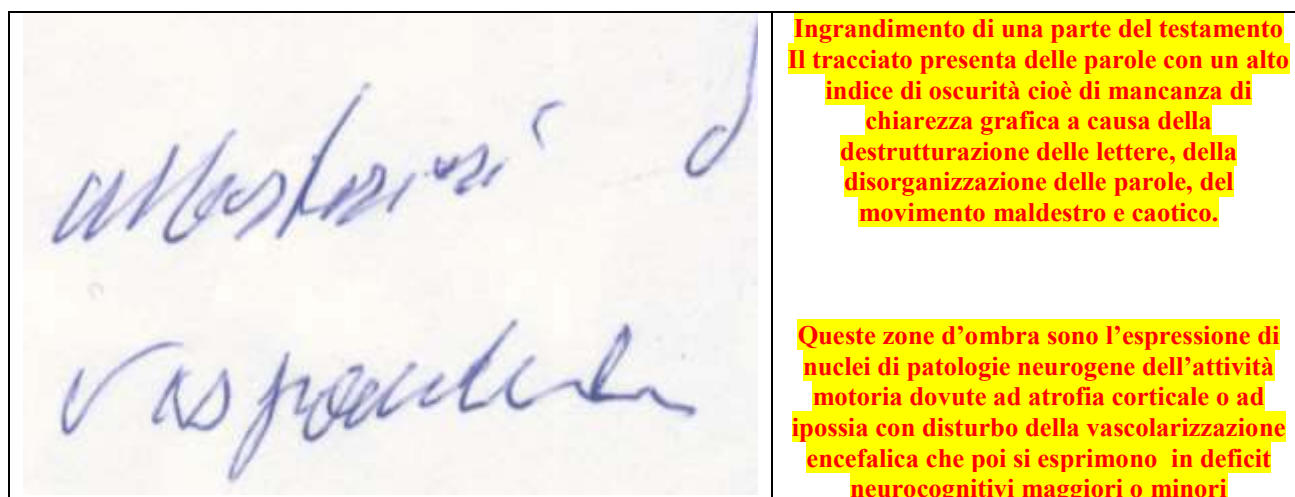 Ingrandimento di una parte del testamento
Il tracciato presenta delle parole con un alto
indice di oscurità cioè di mancanza di
chiarezza grafica a causa della
destrutturazione delle lettere, della
disorganizzazione delle parole, del
movimento maldestro e caotico.
Queste zone d’ombra sono l’espressione di
nuclei di patologie neurogene dell’attività
motoria dovute ad atrofia corticale o ad
ipossia con disturbo della vascolarizzazione
encefalica che poi si esprimono in deficit
neurocognitivi maggiori o minori